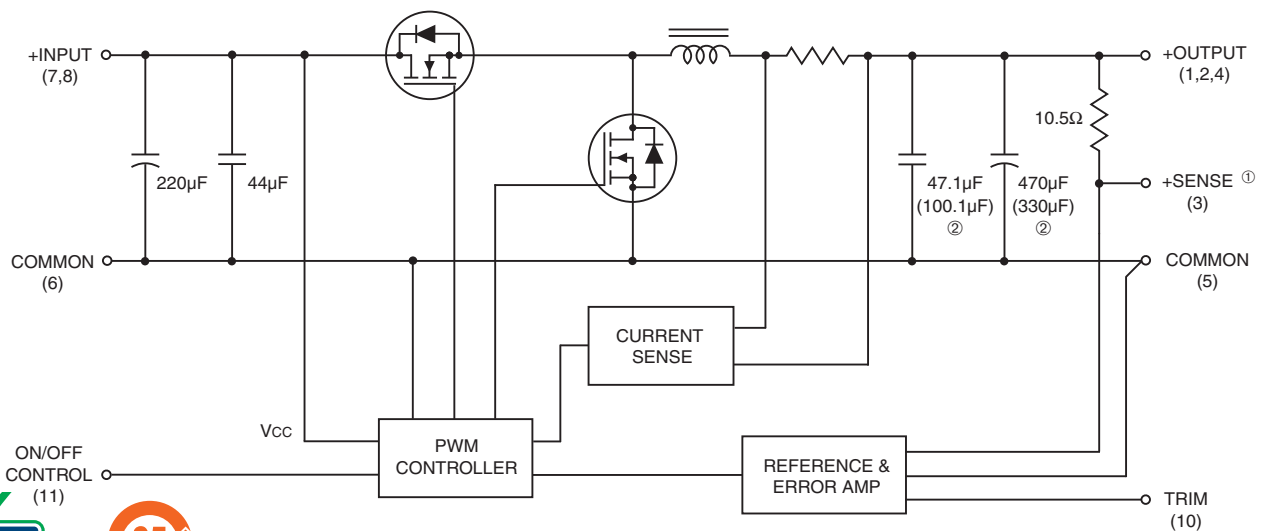 +INPUT
(7,8)
+OUTPUT
(1,2,4)
10.5Ω
220μF
44μF
47.1μF
(100.1μF)
②
470μF
(330μF)
②
+SENSE ①
(3)
COMMON
(6)
COMMON
(5)
CURRENT
SENSE
VCC
PWM
CONTROLLER
ON/OFF
CONTROL
(11)
REFERENCE &
ERROR AMP
TRIM
(10)